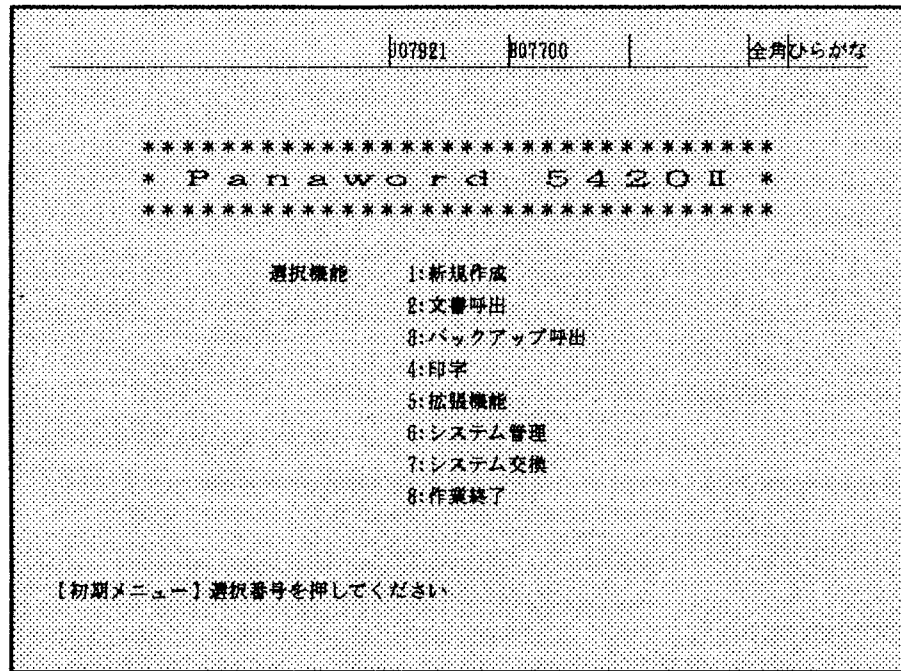 J07921 B07700 全角ひらがな
********************************
* Panaword 5420Ⅱ *
********************************
選択機能 1:新規作成
2:文書呼出
3:バックアップ呼出
4:印字
5:拡張機能
6:システム管理
7:システム交換
8:作業終了
【初期メニュー】選択番号を押してください